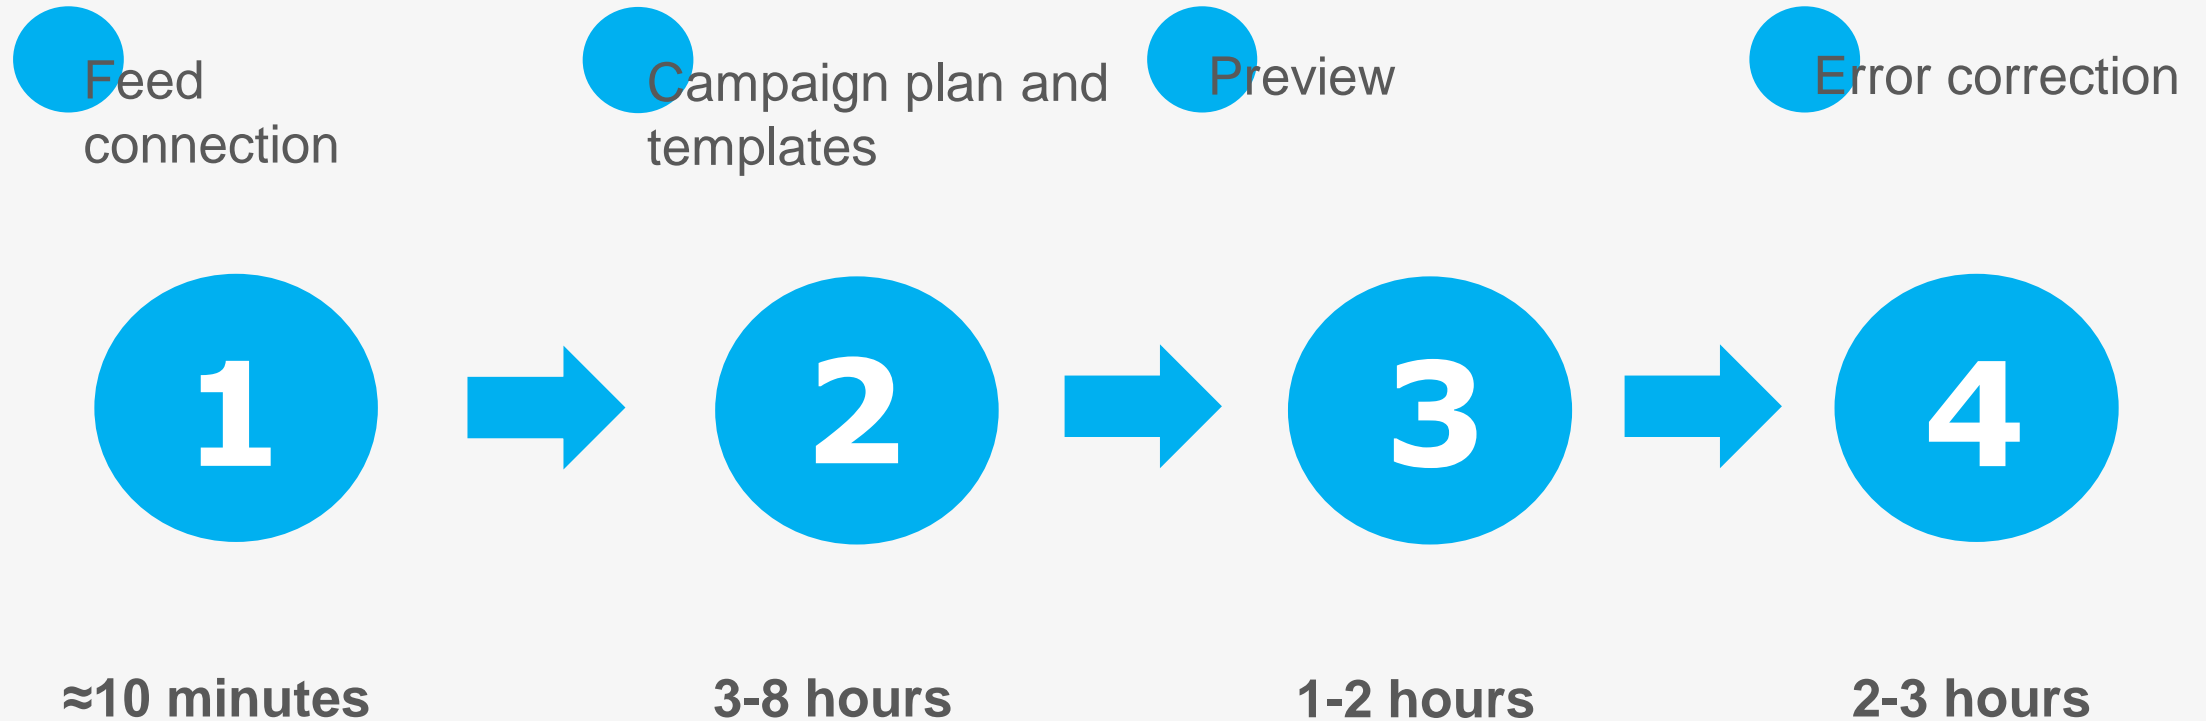 Feed
connection
Campaign plan and
templates
Preview
Error correction
1
2
3
4
≈10 minutes
3-8 hours
1-2 hours
2-3 hours